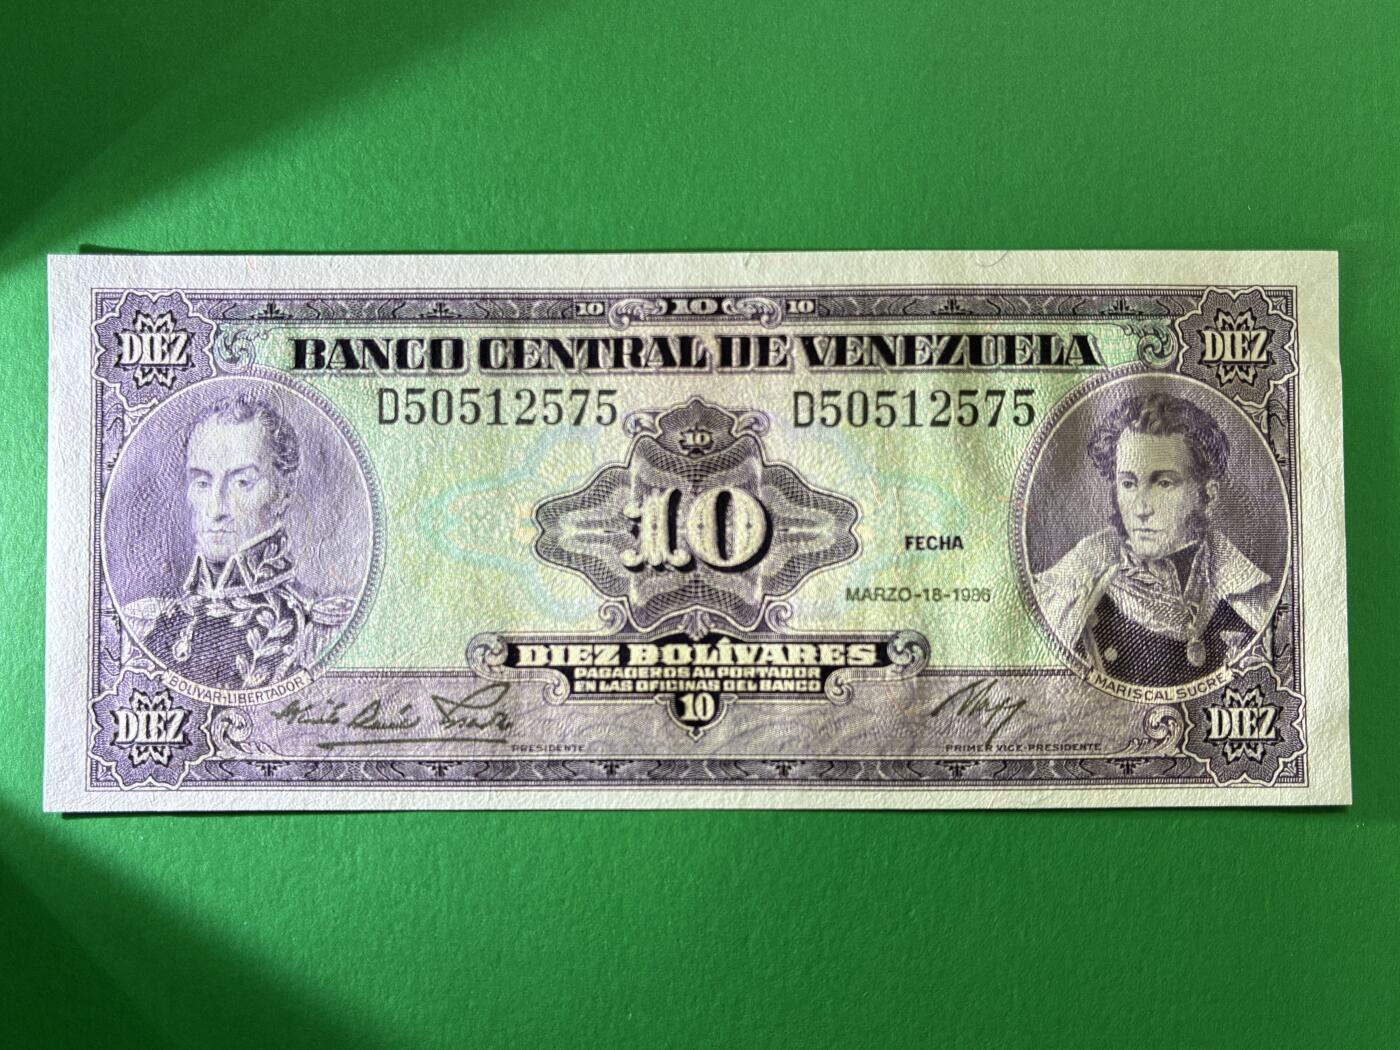 10 10 10
DIEZ DIEZ
BANCO CENTRAL DE VENEZUELA
D50512575 D50512575
10
10
FECHA
MARZO-18-1986
DIEZ BOLÍVARES
PAGADEROS AL PORTADOR
EN LAS OFICINAS DEL BANCO
10
BOLIVAR-LIBERTADOR
MARISCAL SUCRE
DIEZ DIEZ
PRESIDENTE PRIMER VICE-PRESIDENTE